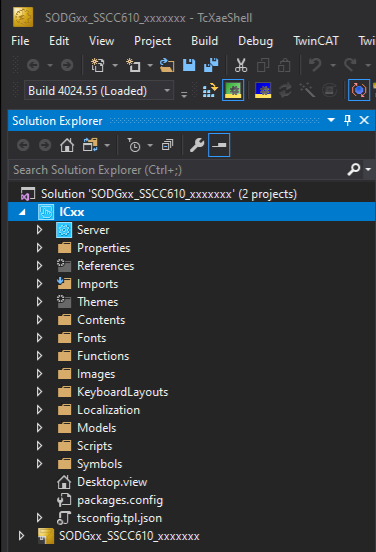 SODGxx_SSCC610_xxxxxxx - TcXaeShell
File Edit View Project Build Debug TwinCAT
Build 4024.55 (Loaded)
Solution Explorer
Search Solution Explorer (Ctrl+;)
Solution 'SODGxx_SSCC610_xxxxxxx' (2 projects)
ICxx
Server
Properties
References
Imports
Themes
Contents
Fonts
Functions
Images
KeyboardLayouts
Localization
Models
Scripts
Symbols
Desktop.view
packages.config
tsconfig.tpl.json
SODGxx_SSCC610_xxxxxxx